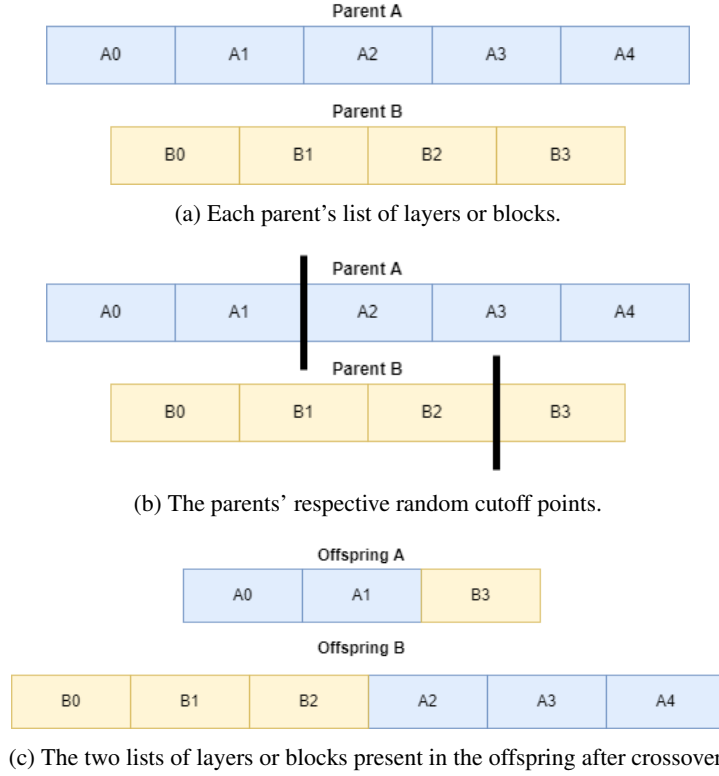 Parent A
A0 A1 A2 A3 A4
Parent B
B0 B1 B2 B3
(a) Each parent’s list of layers or blocks.
Parent A
A0 A1 A2 A3 A4
Parent B
B0 B1 B2 B3
(b) The parents’ respective random cutoff points.
Offspring A
A0 A1 B3
Offspring B
B0 B1 B2 A2 A3 A4
(c) The two lists of layers or blocks present in the offspring after crossover